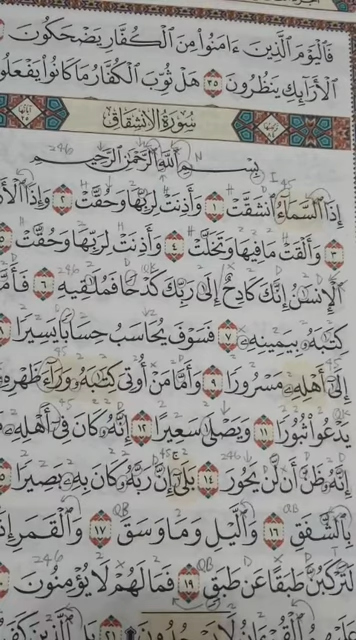 فَٱلْيَوْمَ ٱلَّذِينَ ءَامَنُوا۟ مِنَ ٱلْكُفَّارِ يَضْحَكُونَ
ٱلْأَرَآئِكِ يَنظُرُونَ ٣٥ هَلْ ثُوِّبَ ٱلْكُفَّارُ مَا كَانُوا۟ يَفْعَلُو
سُورَةُ الانشِقَاقِ
بِسْمِ ٱللَّهِ ٱلرَّحْمَٰنِ ٱلرَّحِيمِ
إِذَا ٱلسَّمَآءُ ٱنشَقَّتْ ١ وَأَذِنَتْ لِرَبِّهَا وَحُقَّتْ ٢ وَإِذَا ٱلْأَ
٣ وَأَلْقَتْ مَا فِيهَا وَتَخَلَّتْ ٤ وَأَذِنَتْ لِرَبِّهَا وَحُقَّتْ ٥
ٱلْإِنسَٰنُ إِنَّكَ كَادِحٌ إِلَىٰ رَبِّكَ كَدْحًا فَمُلَٰقِيهِ ٦ فَأَمَّا
كِتَٰبَهُۥ بِيَمِينِهِۦ ٧ فَسَوْفَ يُحَاسَبُ حِسَابًا يَسِيرًا ٨
إِلَىٰٓ أَهْلِهِۦ مَسْرُورًا ٩ وَأَمَّا مَنْ أُوتِىَ كِتَٰبَهُۥ وَرَآءَ ظَهْرِهِ
يَدْعُوا۟ ثُبُورًا ١١ وَيَصْلَىٰ سَعِيرًا ١٢ إِنَّهُۥ كَانَ فِىٓ أَهْلِهِۦ
إِنَّهُۥ ظَنَّ أَن لَّن يَحُورَ ١٤ بَلَىٰٓ إِنَّ رَبَّهُۥ كَانَ بِهِۦ بَصِيرًا ١٥
بِٱلشَّفَقِ ١٦ وَٱلَّيْلِ وَمَا وَسَقَ ١٧ وَٱلْقَمَرِ إِذَ
لَتَرْكَبُنَّ طَبَقًا عَن طَبَقٍ ١٩ فَمَا لَهُمْ لَا يُؤْمِنُونَ